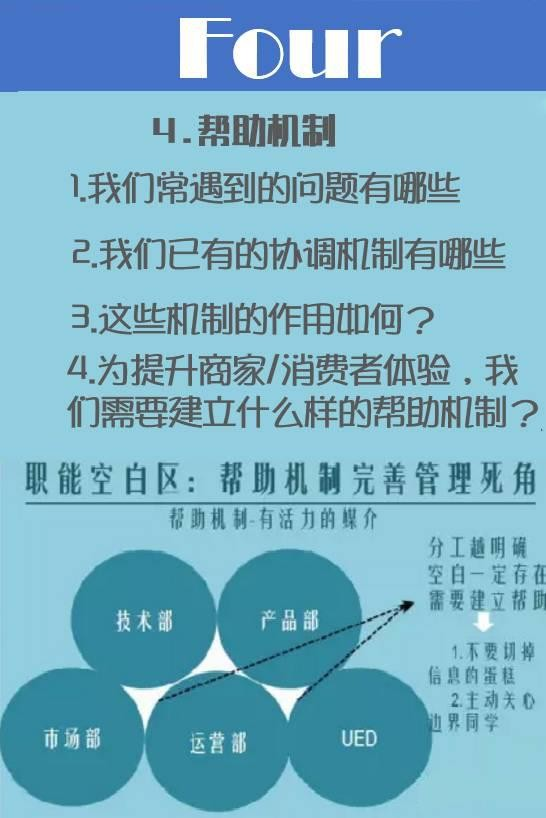 Four
4.帮助机制
1.我们常遇到的问题有哪些
2.我们已有的协调机制有哪些
3.这些机制的作用如何？
4.为提升商家/消费者体验，我
们需要建立什么样的帮助机制？
职能空白区：帮助机制完善管理死角
帮助机制-有活力的媒介
分工越明确
空白一定存在
需要建立帮助
1.不要切掉
信息的蛋糕
2.主动关心
边界同学
技术部
产品部
市场部
运营部
UED